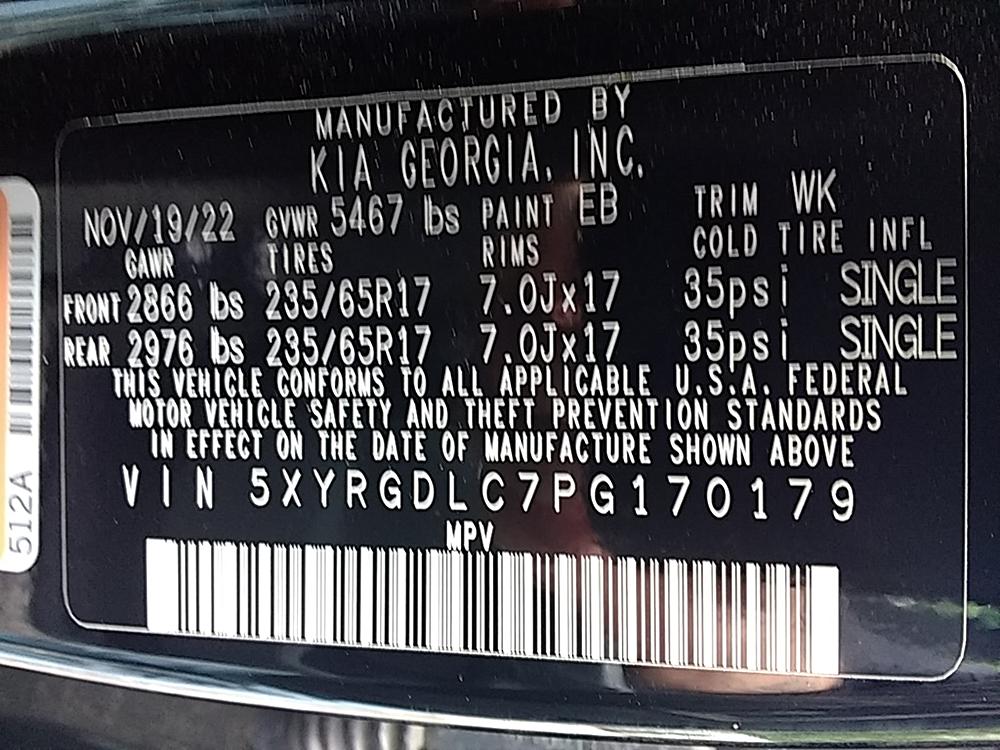 MANUFACTURED BY
KIA GEORGIA, INC.
NOV/19/22 GVWR 5467 lbs PAINT EB TRIM WK
GAWR TIRES RIMS COLD TIRE INFL
FRONT 2866 lbs 235/65R17 7.0Jx17 35psi SINGLE
REAR 2976 lbs 235/65R17 7.0Jx17 35psi SINGLE
THIS VEHICLE CONFORMS TO ALL APPLICABLE U.S.A. FEDERAL
MOTOR VEHICLE SAFETY AND THEFT PREVENTION STANDARDS
IN EFFECT ON THE DATE OF MANUFACTURE SHOWN ABOVE
VIN 5XYRGDLC7PG170179
MPV
512A